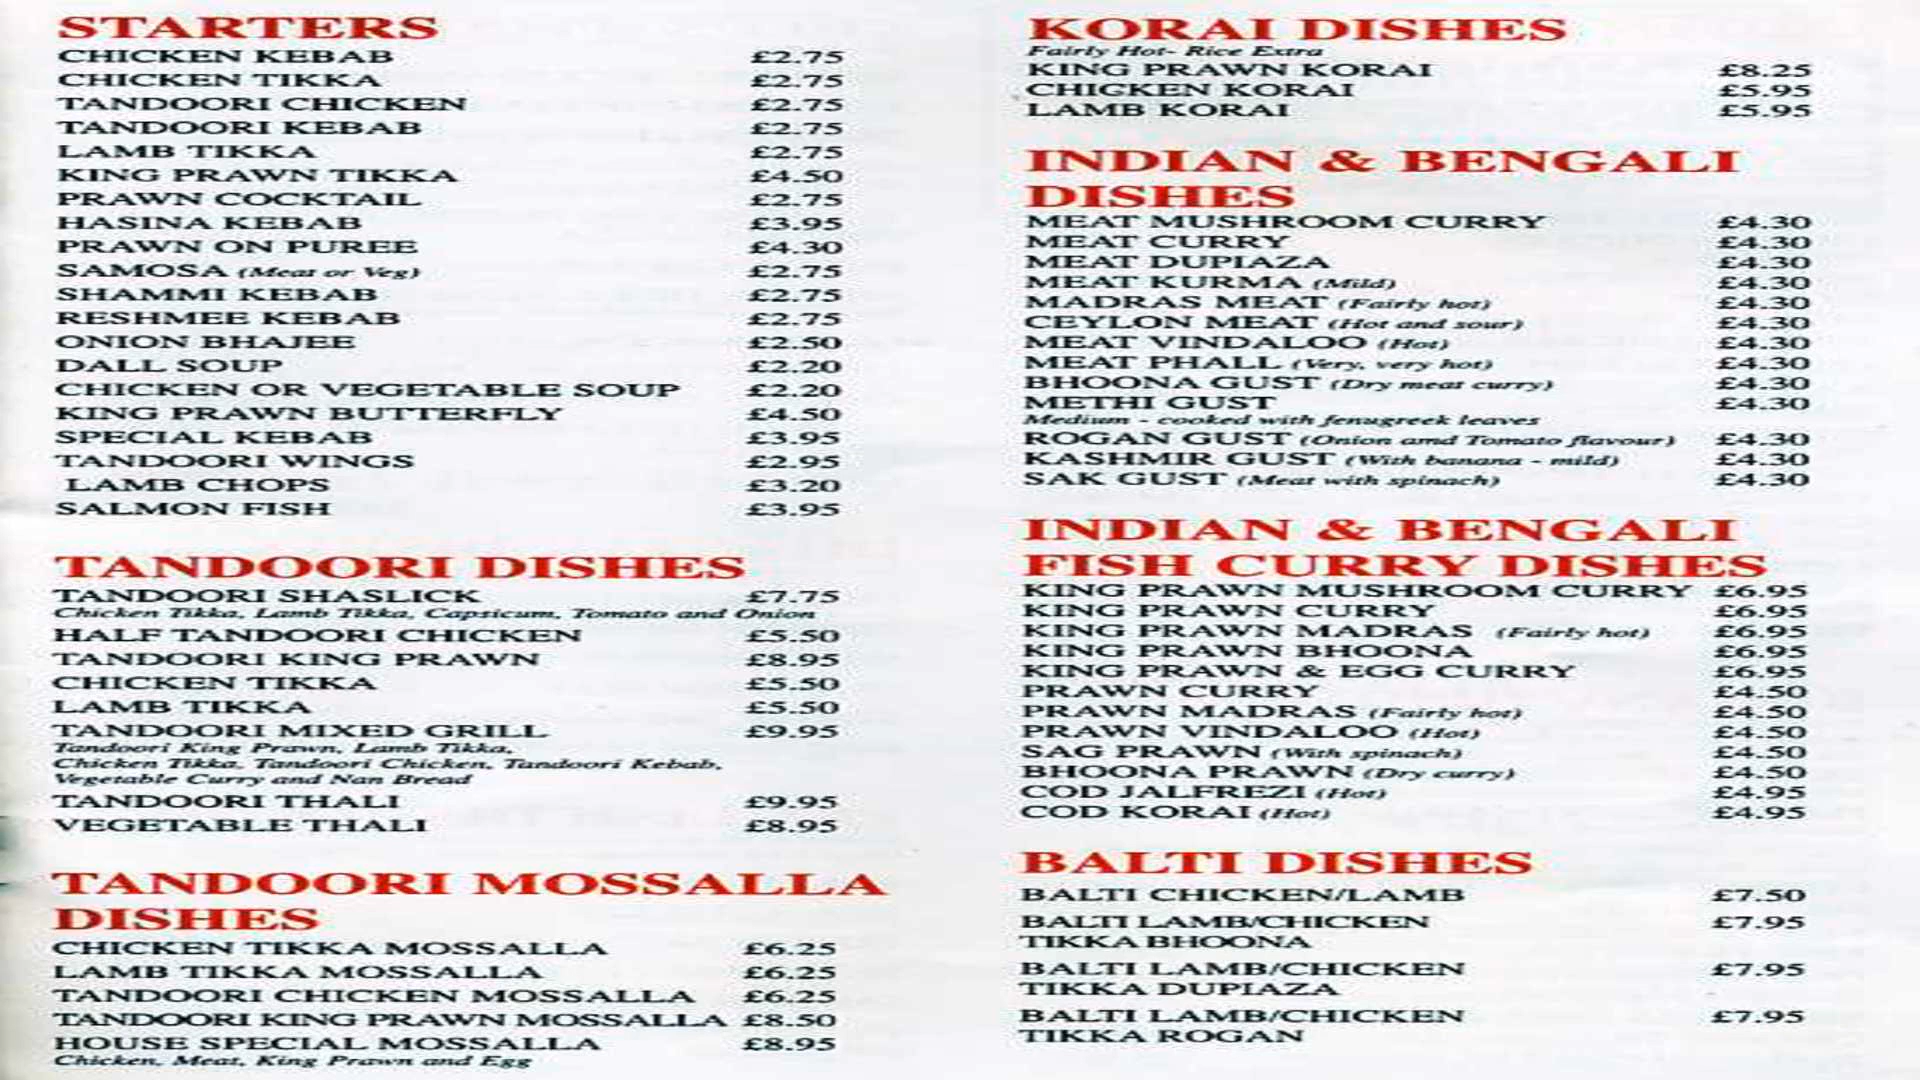 STARTERS
CHICKEN KEBAB £2.75
CHICKEN TIKKA £2.75
TANDOORI CHICKEN £2.75
TANDOORI KEBAB £2.75
LAMB TIKKA £2.75
KING PRAWN TIKKA £4.50
PRAWN COCKTAIL £2.75
HASINA KEBAB £3.95
PRAWN ON PUREE £4.30
SAMOSA (Meat or Veg) £2.75
SHAMMI KEBAB £2.75
RESHMEE KEBAB £2.75
ONION BHAJEE £2.50
DALL SOUP £2.20
CHICKEN OR VEGETABLE SOUP £2.20
KING PRAWN BUTTERFLY £4.50
SPECIAL KEBAB £3.95
TANDOORI WINGS £2.95
LAMB CHOPS £3.20
SALMON FISH £3.95
TANDOORI DISHES
TANDOORI SHASLICK £7.75
Chicken Tikka, Lamb Tikka, Capsicum, Tomato and Onion
HALF TANDOORI CHICKEN £5.50
TANDOORI KING PRAWN £8.95
CHICKEN TIKKA £5.50
LAMB TIKKA £5.50
TANDOORI MIXED GRILL £9.95
Tandoori King Prawn, Lamb Tikka,
Chicken Tikka, Tandoori Chicken, Tandoori Kebab,
Vegetable Curry and Nan Bread
TANDOORI THALI £9.95
VEGETABLE THALI £8.95
TANDOORI MOSSALLA
DISHES
CHICKEN TIKKA MOSSALLA £6.25
LAMB TIKKA MOSSALLA £6.25
TANDOORI CHICKEN MOSSALLA £6.25
TANDOORI KING PRAWN MOSSALLA £8.50
HOUSE SPECIAL MOSSALLA £8.95
Chicken, Meat, King Prawn and Egg
KORAI DISHES
Fairly Hot- Rice Extra
KING PRAWN KORAI £8.25
CHICKEN KORAI £5.95
LAMB KORAI £5.95
INDIAN & BENGALI
DISHES
MEAT MUSHROOM CURRY £4.30
MEAT CURRY £4.30
MEAT DUPIAZA £4.30
MEAT KURMA (Mild) £4.30
MADRAS MEAT (Fairly hot) £4.30
CEYLON MEAT (Hot and sour) £4.30
MEAT VINDALOO (Hot) £4.30
MEAT PHALL (Very, very hot) £4.30
BHOONA GUST (Dry meat curry) £4.30
METHI GUST £4.30
Medium - cooked with fenugreek leaves
ROGAN GUST (Onion amd Tomato flavour) £4.30
KASHMIR GUST (With banana - mild) £4.30
SAK GUST (Meat with spinach) £4.30
INDIAN & BENGALI
FISH CURRY DISHES
KING PRAWN MUSHROOM CURRY £6.95
KING PRAWN CURRY £6.95
KING PRAWN MADRAS (Fairly hot) £6.95
KING PRAWN BHOONA £6.95
KING PRAWN & EGG CURRY £6.95
PRAWN CURRY £4.50
PRAWN MADRAS (Fairly hot) £4.50
PRAWN VINDALOO (Hot) £4.50
SAG PRAWN (With spinach) £4.50
BHOONA PRAWN (Dry curry) £4.50
COD JALFREZI (Hot) £4.95
COD KORAI (Hot) £4.95
BALTI DISHES
BALTI CHICKEN/LAMB £7.50
BALTI LAMB/CHICKEN £7.95
TIKKA BHOONA
BALTI LAMB/CHICKEN £7.95
TIKKA DUPIAZA
BALTI LAMB/CHICKEN £7.95
TIKKA ROGAN